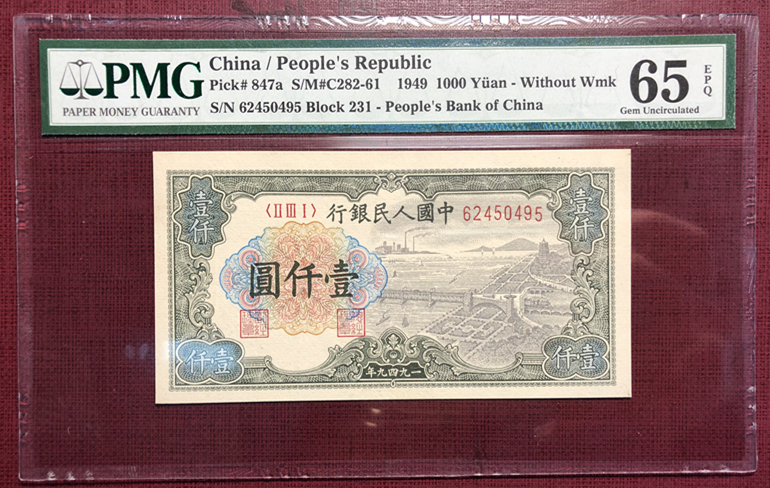 PMG
PAPER MONEY GUARANTY
China / People's Republic
Pick# 847a S/M#C282-61 1949 1000 Yüan - Without Wmk
S/N 62450495 Block 231 - People's Bank of China
65
EPQ
Gem Uncirculated
〈II III I〉 行銀民人國中 62450495
壹仟
壹仟
圓仟壹
仟壹
仟壹
年九四九一